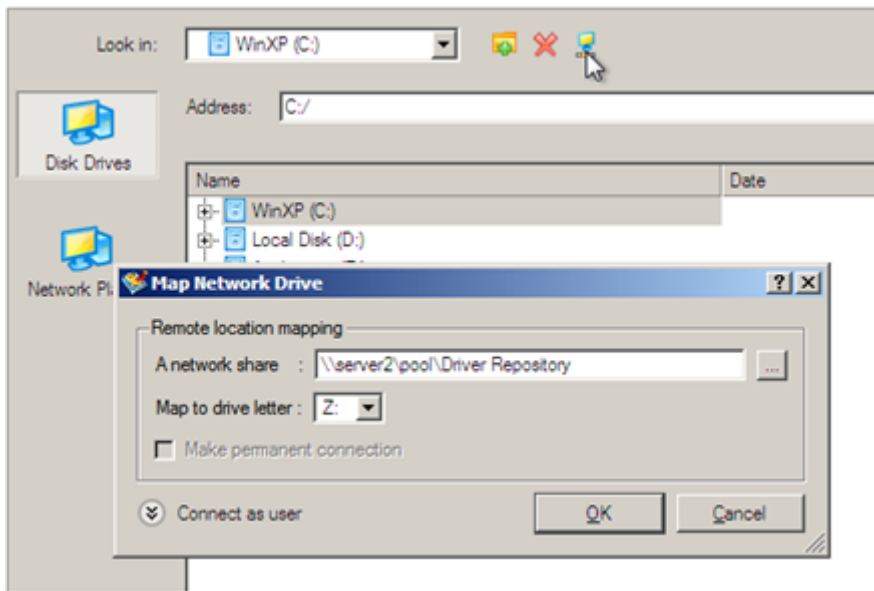 Look in: WinXP (C:)
Address: C:/
Disk Drives
Name Date
WinXP (C:)
Local Disk (D:)
Network
Map Network Drive
Remote location mapping
A network share : \\server2\pool\Driver Repository ...
Map to drive letter : Z:
Make permanent connection
Connect as user OK Cancel